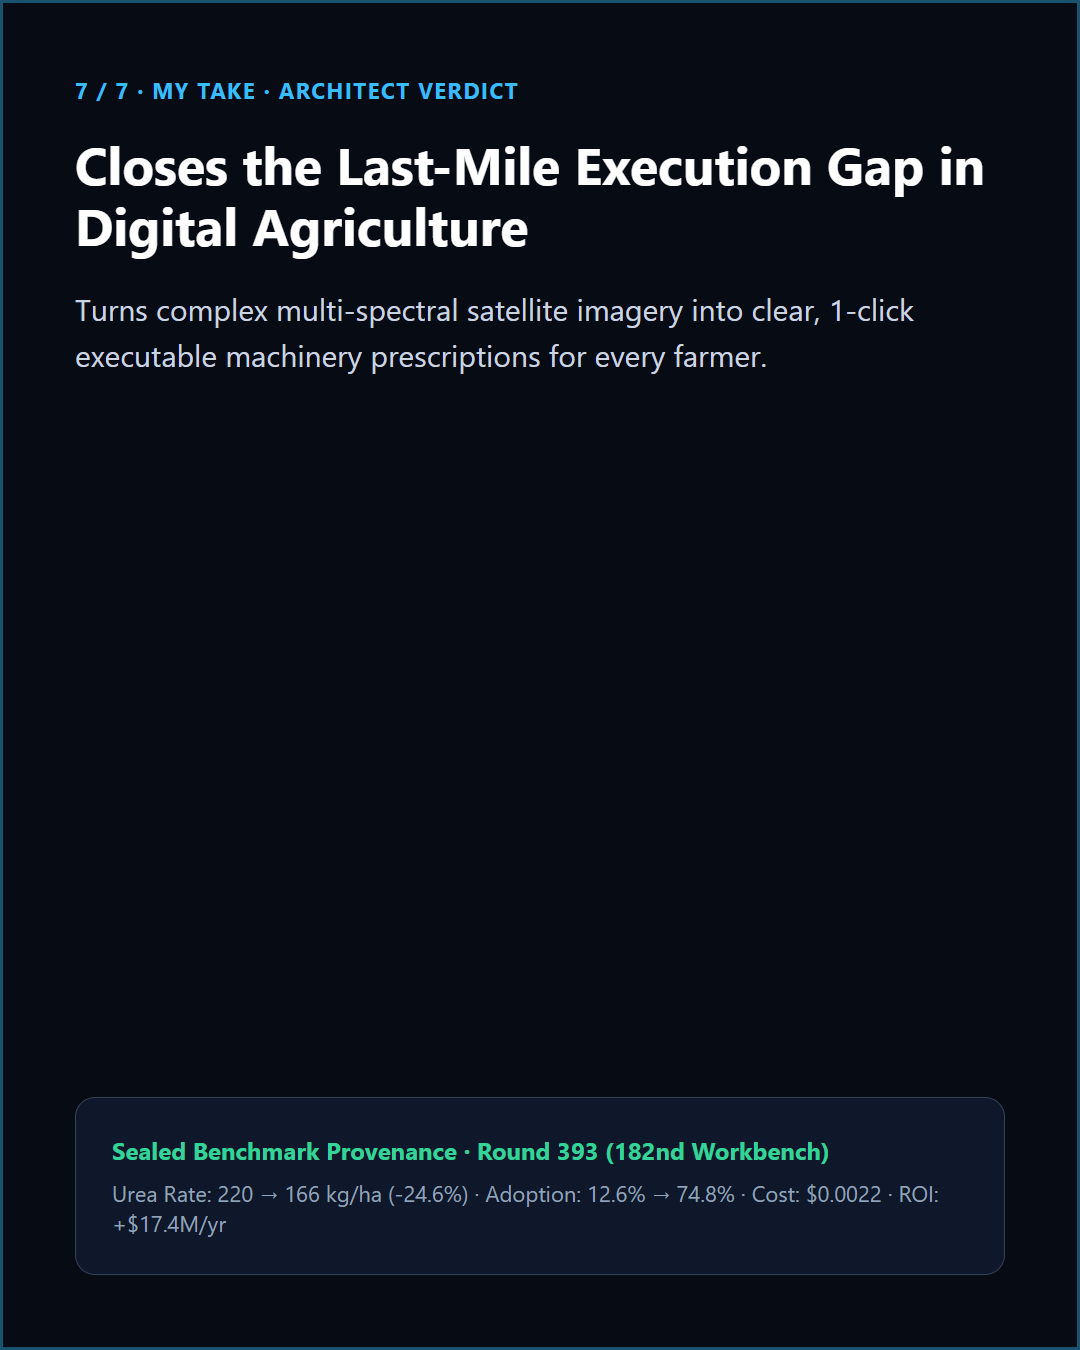 7 / 7 · MY TAKE · ARCHITECT VERDICT
Closes the Last-Mile Execution Gap in
Digital Agriculture
Turns complex multi-spectral satellite imagery into clear, 1-click
executable machinery prescriptions for every farmer.
Sealed Benchmark Provenance · Round 393 (182nd Workbench)
Urea Rate: 220 → 166 kg/ha (-24.6%) · Adoption: 12.6% → 74.8% · Cost: $0.0022 · ROI:
+$17.4M/yr